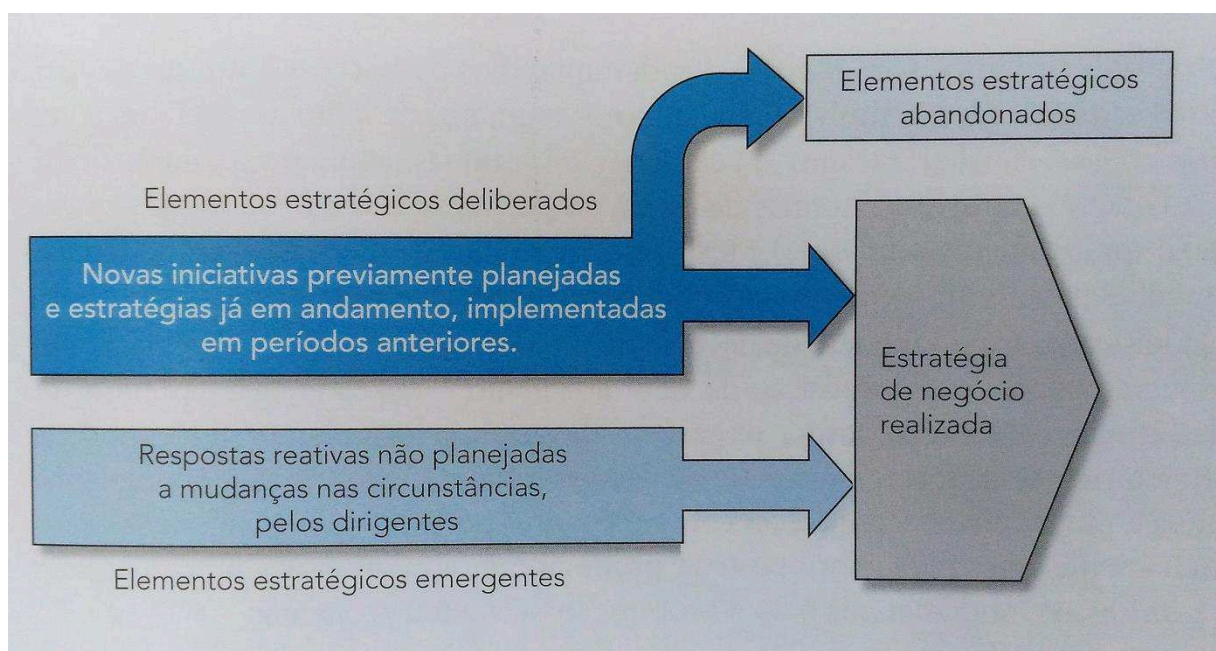 Elementos estratégicos
abandonados
Elementos estratégicos deliberados
Novas iniciativas previamente planejadas
e estratégias já em andamento, implementadas
em períodos anteriores.
Estratégia
de negócio
realizada
Respostas reativas não planejadas
a mudanças nas circunstâncias,
pelos dirigentes
Elementos estratégicos emergentes